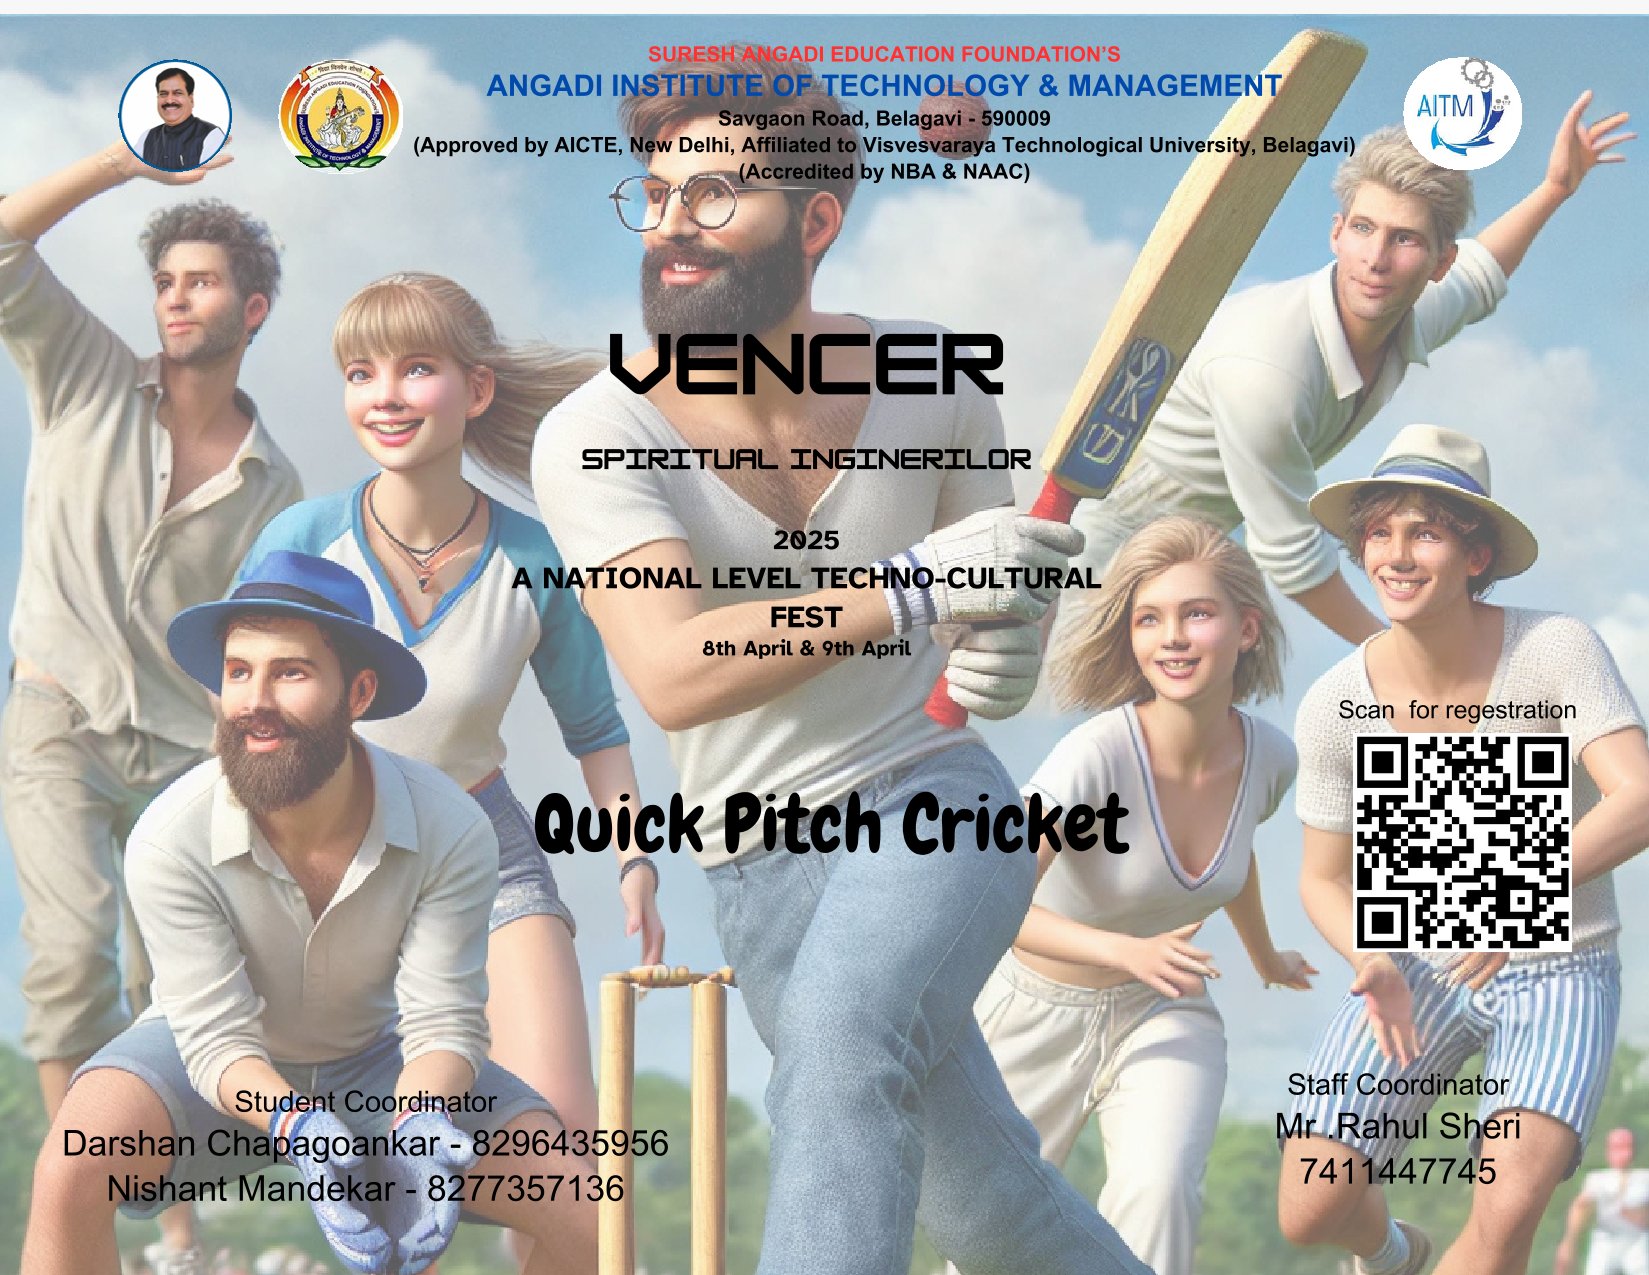 SURESH ANGADI EDUCATION FOUNDATION'S
ANGADI INSTITUTE OF TECHNOLOGY & MANAGEMENT
Savgaon Road, Belagavi - 590009
(Approved by AICTE, New Delhi, Affiliated to Visvesvaraya Technological University, Belagavi)
(Accredited by NBA & NAAC)
AITM
VENCER
SPIRITUAL INGINERILOR
2025
A NATIONAL LEVEL TECHNO-CULTURAL
FEST
8th April & 9th April
Scan for regestration
Quick Pitch Cricket
Student Coordinator
Darshan Chapagoankar - 8296435956
Nishant Mandekar - 8277357136
Staff Coordinator
Mr .Rahul Sheri
7411447745